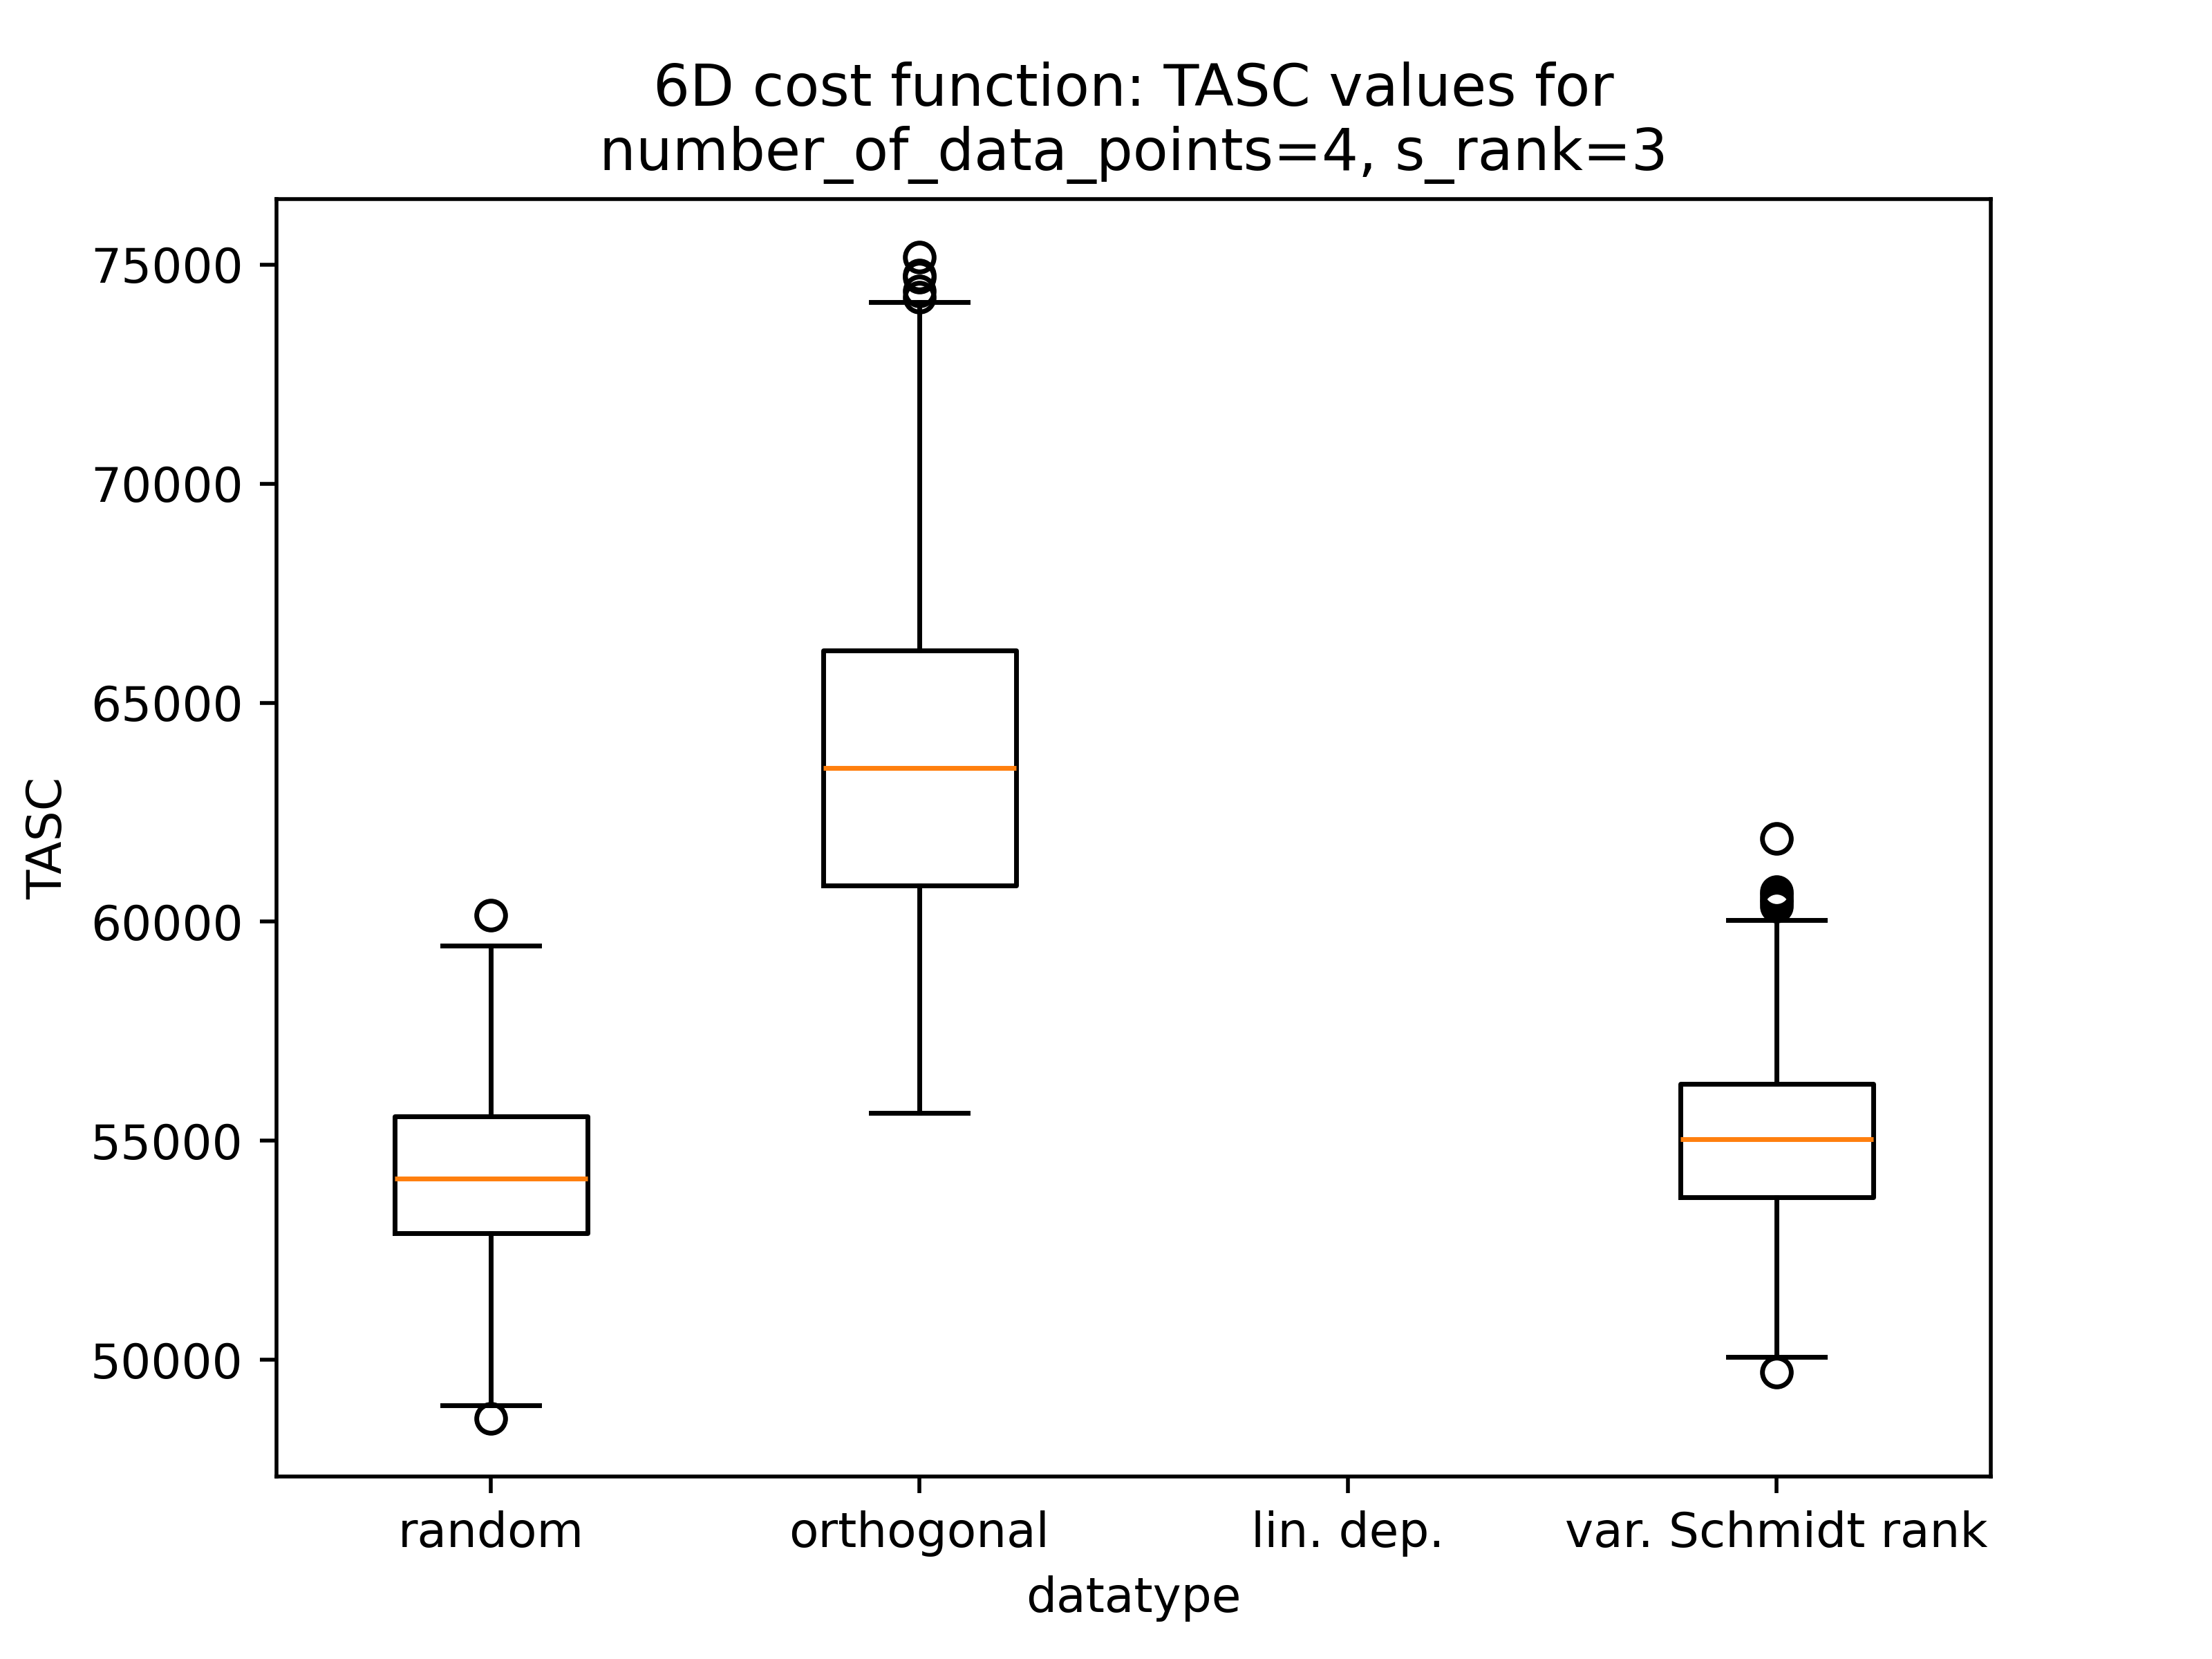 6D cost function: TASC values for
number_of_data_points=4, s_rank=3
75000
70000
65000
60000
55000
50000
TASC
random
orthogonal
lin. dep.
var. Schmidt rank
datatype